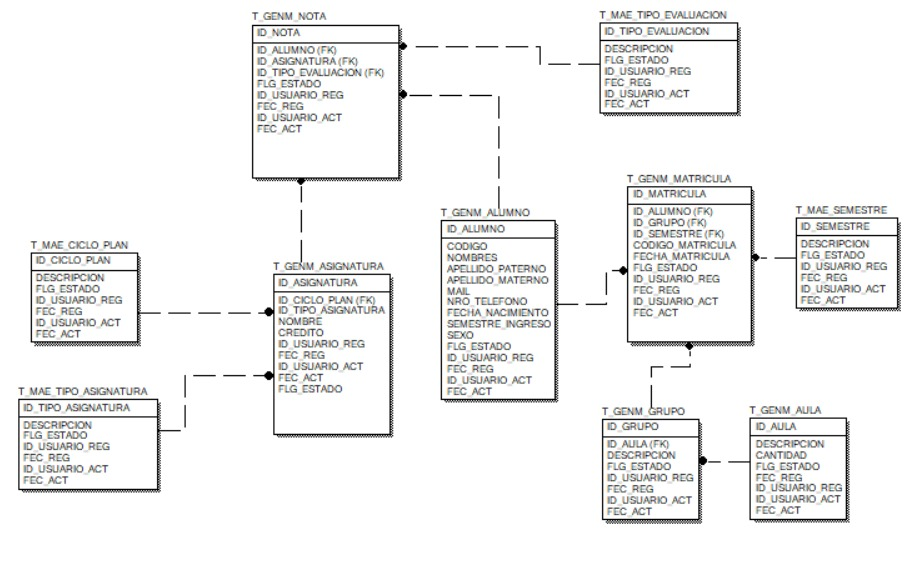 T_GENM_NOTA
ID_NOTA
ID_ALUMNO (FK)
ID_ASIGNATURA (FK)
ID_TIPO_EVALUACION (FK)
FLG_ESTADO
ID_USUARIO_REG
FEC_REG
ID_USUARIO_ACT
FEC_ACT
T_MAE_TIPO_EVALUACION
ID_TIPO_EVALUACION
DESCRIPCION
FLG_ESTADO
ID_USUARIO_REG
FEC_REG
ID_USUARIO_ACT
FEC_ACT
T_GENM_MATRICULA
ID_MATRICULA
ID_ALUMNO (FK)
ID_GRUPO (FK)
ID_SEMESTRE (FK)
CODIGO_MATRICULA
FECHA_MATRICULA
FLG_ESTADO
ID_USUARIO_REG
FEC_REG
ID_USUARIO_ACT
FEC_ACT
T_MAE_SEMESTRE
ID_SEMESTRE
DESCRIPCION
FLG_ESTADO
ID_USUARIO_REG
FEC_REG
ID_USUARIO_ACT
FEC_ACT
T_GENM_ALUMNO
ID_ALUMNO
CODIGO
NOMBRES
APELLIDO_PATERNO
APELLIDO_MATERNO
MAIL
NRO_TELEFONO
FECHA_NACIMIENTO
SEMESTRE_INGRESO
SEXO
FLG_ESTADO
ID_USUARIO_REG
FEC_REG
ID_USUARIO_ACT
FEC_ACT
T_MAE_CICLO_PLAN
ID_CICLO_PLAN
DESCRIPCION
FLG_ESTADO
ID_USUARIO_REG
FEC_REG
ID_USUARIO_ACT
FEC_ACT
T_GENM_ASIGNATURA
ID_ASIGNATURA
ID_CICLO_PLAN (FK)
ID_TIPO_ASIGNATURA
NOMBRE
CREDITO
ID_USUARIO_REG
FEC_REG
ID_USUARIO_ACT
FEC_ACT
FLG_ESTADO
T_MAE_TIPO_ASIGNATURA
ID_TIPO_ASIGNATURA
DESCRIPCION
FLG_ESTADO
ID_USUARIO_REG
FEC_REG
ID_USUARIO_ACT
FEC_ACT
T_GENM_GRUPO
ID_GRUPO
ID_AULA (FK)
DESCRIPCION
FLG_ESTADO
ID_USUARIO_REG
FEC_REG
ID_USUARIO_ACT
FEC_ACT
T_GENM_AULA
ID_AULA
DESCRIPCION
CANTIDAD
FLG_ESTADO
FEC_REG
ID_USUARIO_REG
ID_USUARIO_ACT
FEC_ACT